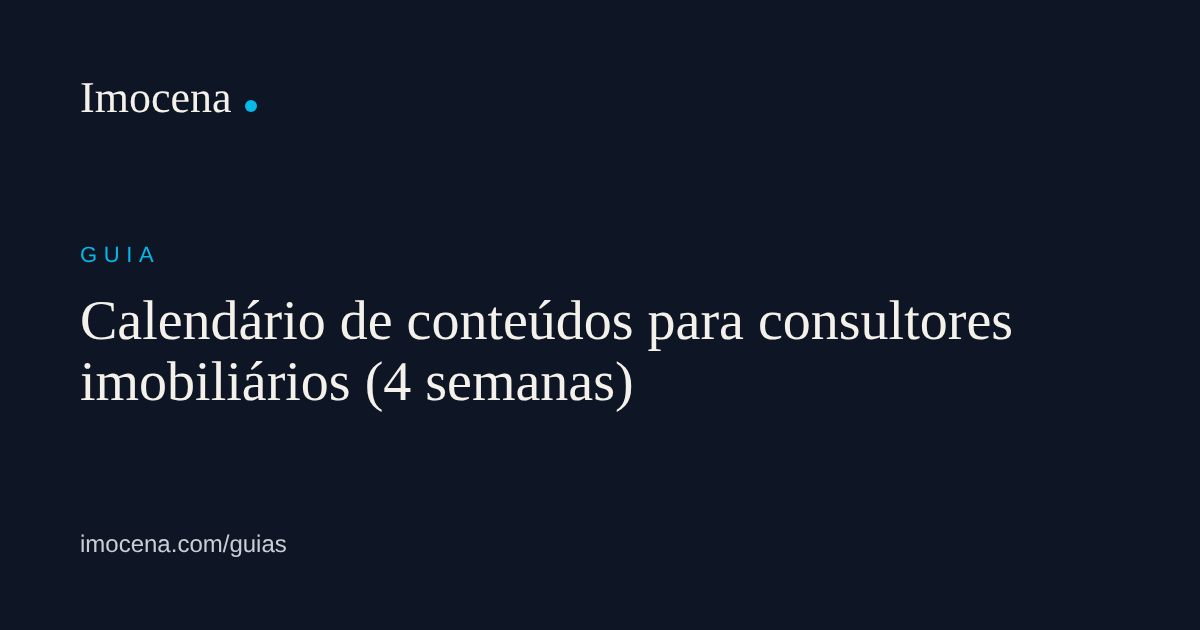 Imocena
GUIA
Calendário de conteúdos para consultores
imobiliários (4 semanas)
imocena.com/guias